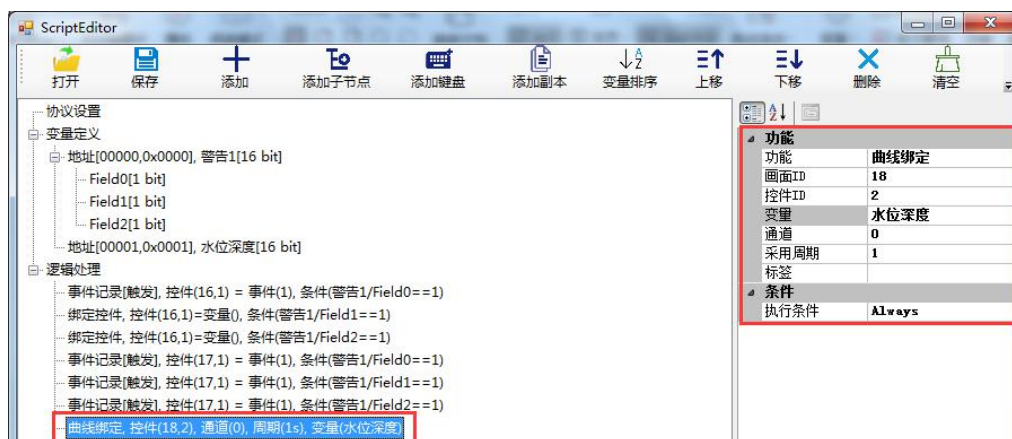 ScriptEditor
打开 保存 添加 添加子节点 添加键盘 添加副本 变量排序 上移 下移 删除 清空
协议设置
变量定义
地址[00000,0x0000], 警告1[16 bit]
Field0[1 bit]
Field1[1 bit]
Field2[1 bit]
地址[00001,0x0001], 水位深度[16 bit]
逻辑处理
事件记录[触发], 控件(16,1) = 事件(1), 条件(警告1/Field0==1)
绑定控件, 控件(16,1)=变量(), 条件(警告1/Field1==1)
绑定控件, 控件(16,1)=变量(), 条件(警告1/Field2==1)
事件记录[触发], 控件(17,1) = 事件(1), 条件(警告1/Field0==1)
事件记录[触发], 控件(17,1) = 事件(1), 条件(警告1/Field1==1)
事件记录[触发], 控件(17,1) = 事件(1), 条件(警告1/Field2==1)
曲线绑定, 控件(18,2), 通道(0), 周期(1s), 变量(水位深度)
功能
功能 曲线绑定
画面ID 18
控件ID 2
变量 水位深度
通道 0
采用周期 1
标签
条件
执行条件 Always